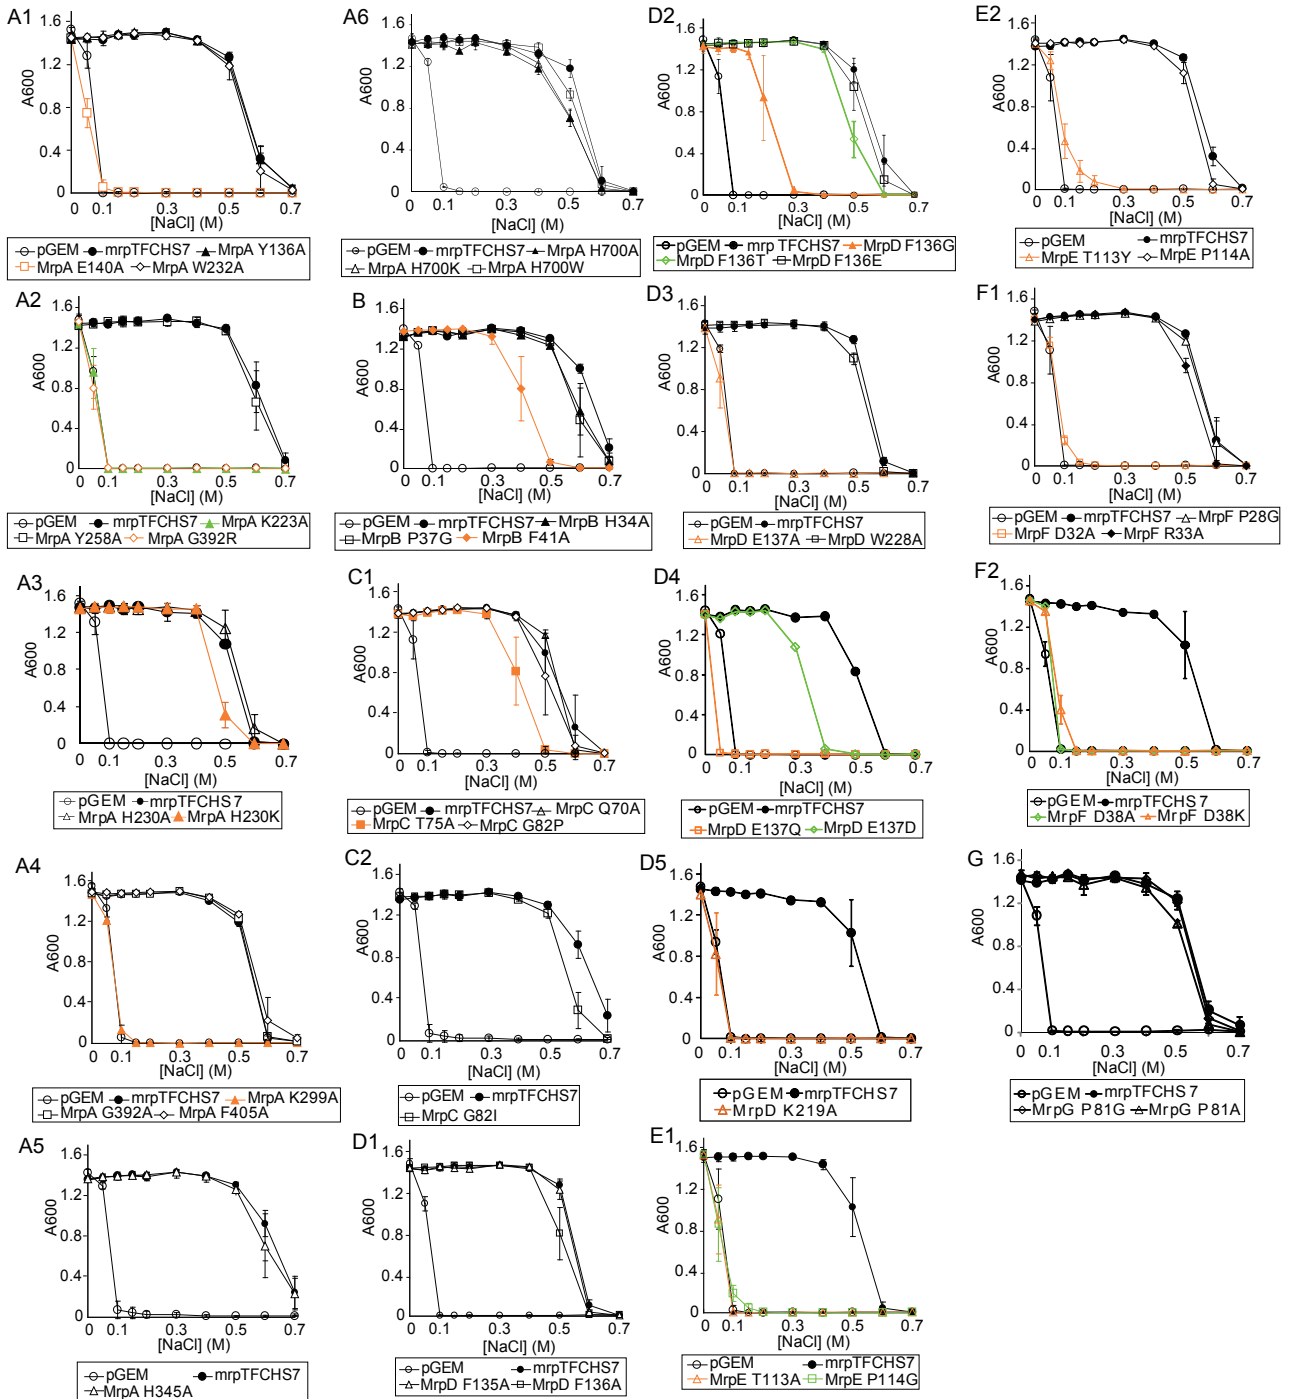 A1
1.6
1.2
0.8
0.4
0
A600
0 0.1 0.3 0.5 0.7
[NaCl] (M)
pGEM mrpTFCHS7 MrpA Y136A
MrpA E140A MrpA W232A
A2
1.6
1.2
0.8
0.4
0
A600
0 0.1 0.3 0.5 0.7
[NaCl] (M)
pGEM mrpTFCHS7 MrpA K223A
MrpA Y258A MrpA G392R
A3
1.6
1.2
0.8
0.4
0
A600
0 0.1 0.3 0.5 0.7
[NaCl] (M)
pGEM mrpTFCHS7
MrpA H230A MrpA H230K
A4
1.6
1.2
0.8
0.4
0
A600
0 0.1 0.3 0.5 0.7
[NaCl] (M)
pGEM mrpTFCHS7 MrpA K299A
MrpA G392A MrpA F405A
A5
1.6
1.2
0.8
0.4
0
A600
0 0.1 0.3 0.5 0.7
[NaCl] (M)
pGEM mrpTFCHS7
MrpA H345A
A6
1.6
1.2
0.8
0.4
0
A600
0 0.1 0.3 0.5 0.7
[NaCl] (M)
pGEM mrpTFCHS7 MrpA H700A
MrpA H700K MrpA H700W
B
1.6
1.2
0.8
0.4
0
A600
0 0.1 0.3 0.5 0.7
[NaCl] (M)
pGEM mrpTFCHS7 MrpB H34A
MrpB P37G MrpB F41A
C1
1.6
1.2
0.8
0.4
0
A600
0 0.1 0.3 0.5 0.7
[NaCl] (M)
pGEM mrpTFCHS7 MrpC Q70A
MrpC T75A MrpC G82P
C2
1.6
1.2
0.8
0.4
0
A600
0 0.1 0.3 0.5 0.7
[NaCl] (M)
pGEM mrpTFCHS7
MrpC G82I
D1
1.6
1.2
0.8
0.4
0
A600
0 0.1 0.3 0.5 0.7
[NaCl] (M)
pGEM mrpTFCHS7
MrpD F135A MrpD F136A
D2
1.6
1.2
0.8
0.4
0
A600
0 0.1 0.3 0.5 0.7
[NaCl] (M)
pGEM mrp TFCHS7 MrpD F136G
MrpD F136T MrpD F136E
D3
1.6
1.2
0.8
0.4
0
A600
0 0.1 0.3 0.5 0.7
[NaCl] (M)
pGEM mrpTFCHS7
MrpD E137A MrpD W228A
D4
1.6
1.2
0.8
0.4
0
A600
0 0.1 0.3 0.5 0.7
[NaCl] (M)
pGEM mrpTFCHS7
MrpD E137Q MrpD E137D
D5
1.6
1.2
0.8
0.4
0
A600
0 0.1 0.3 0.5 0.7
[NaCl] (M)
pGEM mrpTFCHS7
MrpD K219A
E1
1.6
1.2
0.8
0.4
0
A600
0 0.1 0.3 0.5 0.7
[NaCl] (M)
pGEM mrpTFCHS7
MrpE T113A MrpE P114G
E2
1.6
1.2
0.8
0.4
0
A600
0 0.1 0.3 0.5 0.7
[NaCl] (M)
pGEM mrpTFCHS7
MrpE T113Y MrpE P114A
F1
1.6
1.2
0.8
0.4
0
A600
0 0.1 0.3 0.5 0.7
[NaCl] (M)
pGEM mrpTFCHS7 MrpF P28G
MrpF D32A MrpF R33A
F2
1.6
1.2
0.8
0.4
0
A600
0 0.1 0.3 0.5 0.7
[NaCl] (M)
pGEM mrpTFCHS7
MrpF D38A MrpF D38K
G
1.6
1.2
0.8
0.4
0
A600
0 0.1 0.3 0.5 0.7
[NaCl] (M)
pGEM mrpTFCHS7
MrpG P81G MrpG P81A